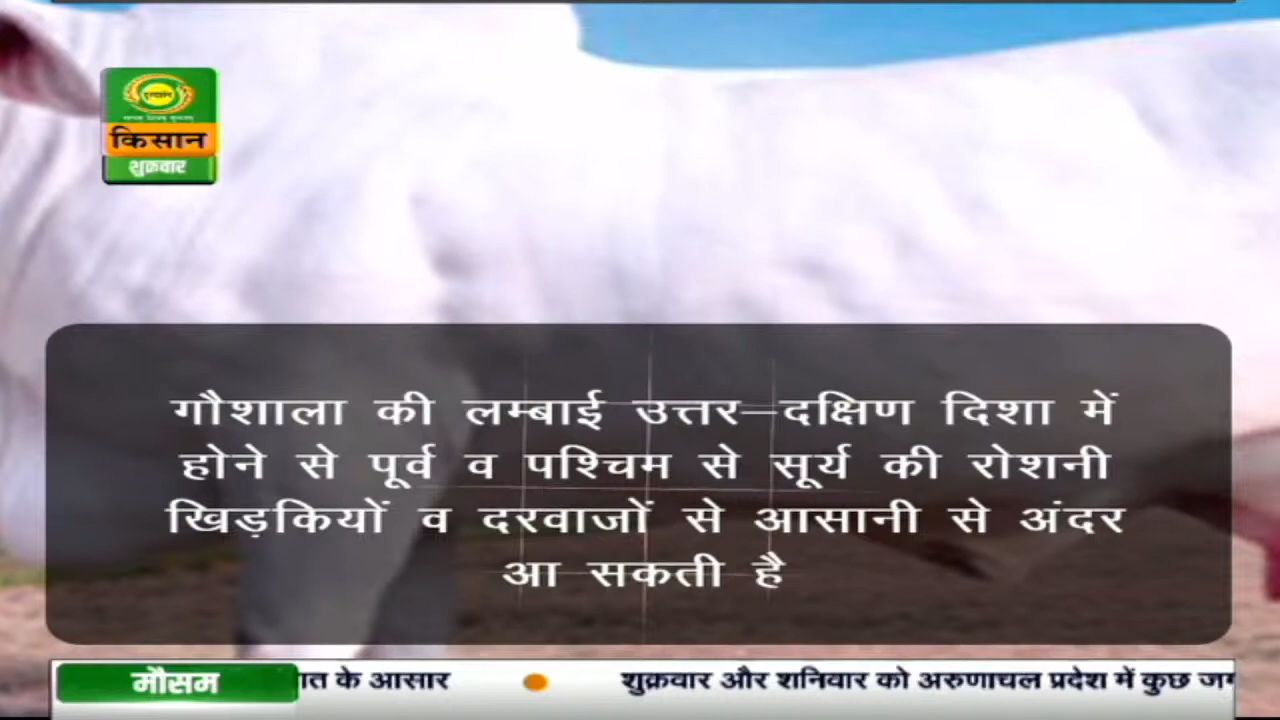 किसान
शुक्रवार
गौशाला की लम्बाई उत्तर–दक्षिण दिशा में
होने से पूर्व व पश्चिम से सूर्य की रोशनी
खिड़कियों व दरवाजों से आसानी से अंदर
आ सकती है
मौसम
के आसार
शुक्रवार और शनिवार को अरुणाचल प्रदेश में कुछ